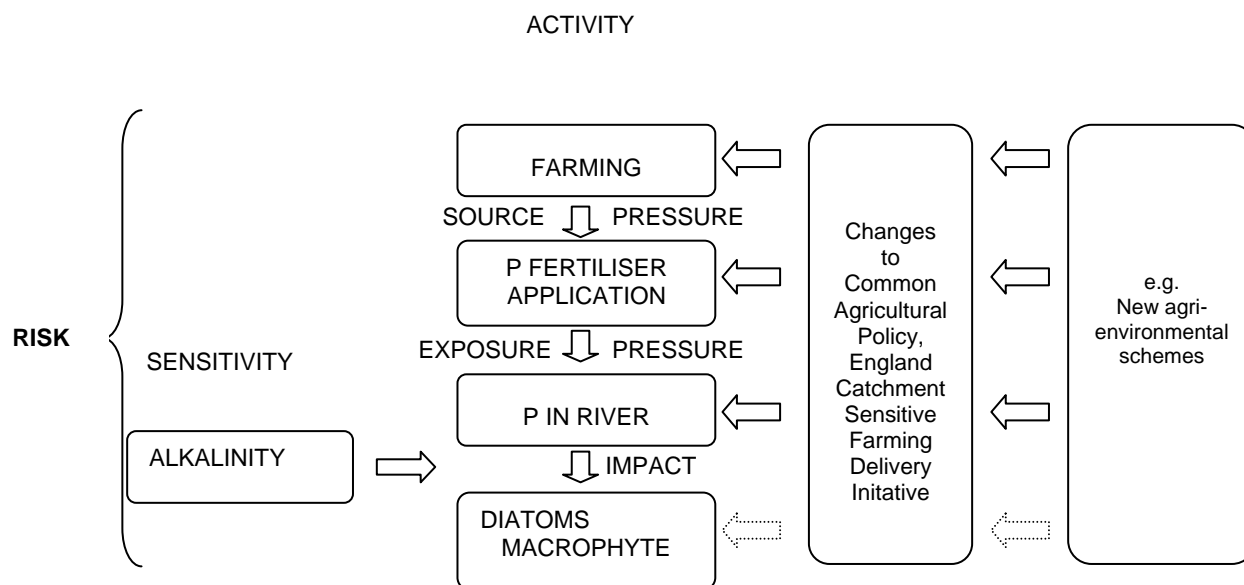 ACTIVITY
FARMING
SOURCE PRESSURE
P FERTILISER
APPLICATION
EXPOSURE PRESSURE
P IN RIVER
IMPACT
DIATOMS
MACROPHYTE
RISK
SENSITIVITY
ALKALINITY
Changes
to
Common
Agricultural
Policy,
England
Catchment
Sensitive
Farming
Delivery
Initative
e.g.
New agri-
environmental
schemes